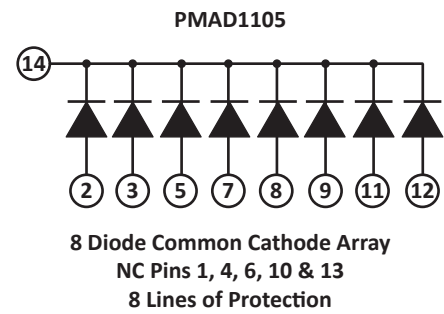 PMAD1105
14
2 3 5 7 8 9 11 12
8 Diode Common Cathode Array
NC Pins 1, 4, 6, 10 & 13
8 Lines of Protection